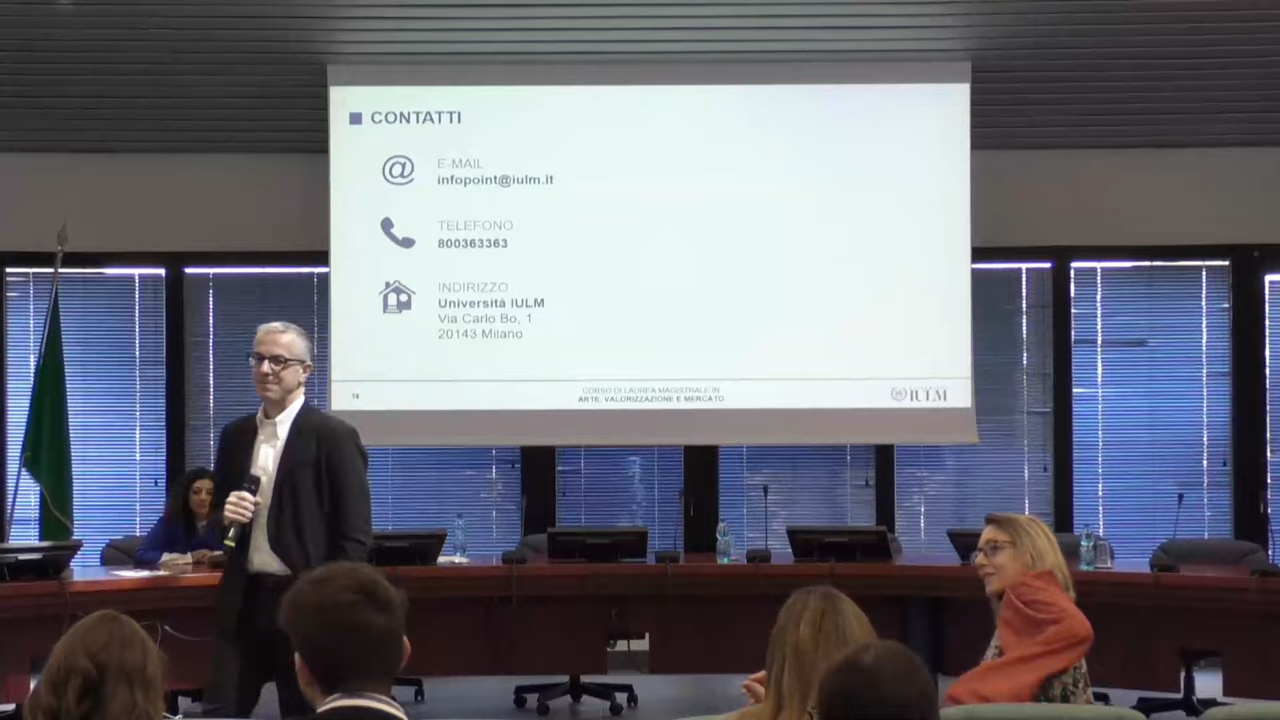 CONTATTI
E-MAIL
infopoint@iulm.it
TELEFONO
800363363
INDIRIZZO
Università IULM
Via Carlo Bo, 1
20143 Milano
18
CORSO DI LAUREA MAGISTRALE IN
ARTE, VALORIZZAZIONE E MERCATO
IULM